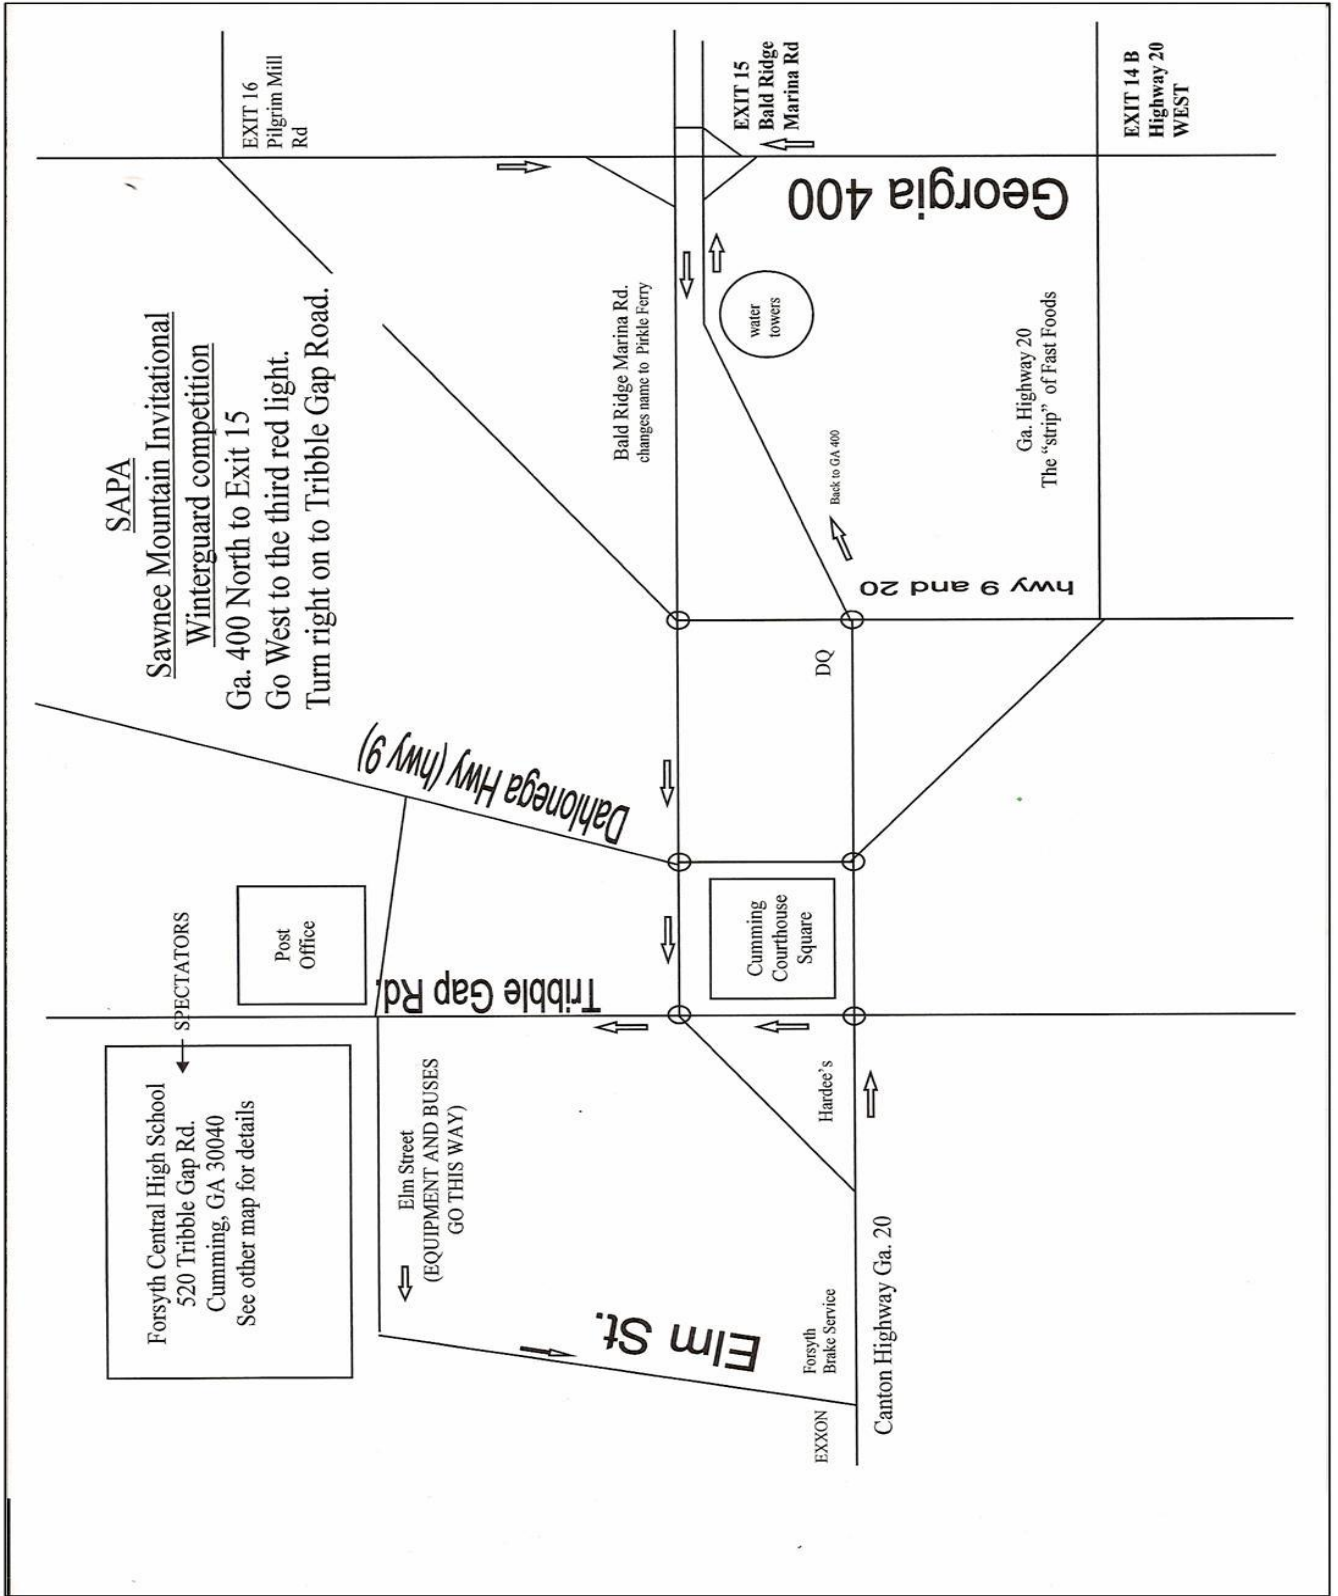 SAPA
Sawnee Mountain Invitational
Winterguard competition
Ga. 400 North to Exit 15
Go West to the third red light.
Turn right on to Tribble Gap Road.
EXIT 16
Pilgrim Mill
Rd
Forsyth Central High School
520 Tribble Gap Rd.
Cumming, GA 30040
See other map for details
SPECTATORS
Post
Office
Dahlonega Hwy (hwy 9)
Tribble Gap Rd.
Elm Street
(EQUIPMENT AND BUSES
GO THIS WAY)
Elm St.
Bald Ridge Marina Rd.
changes name to Pirkle Ferry
EXIT 15
Bald Ridge
Marina Rd
Georgia 400
water
towers
Cumming
Courthouse
Square
DQ
Back to GA 400
hwy 9 and 20
Hardee's
Forsyth
Brake Service
EXXON
Canton Highway Ga. 20
Ga. Highway 20
The "strip" of Fast Foods
EXIT 14 B
Highway 20
WEST